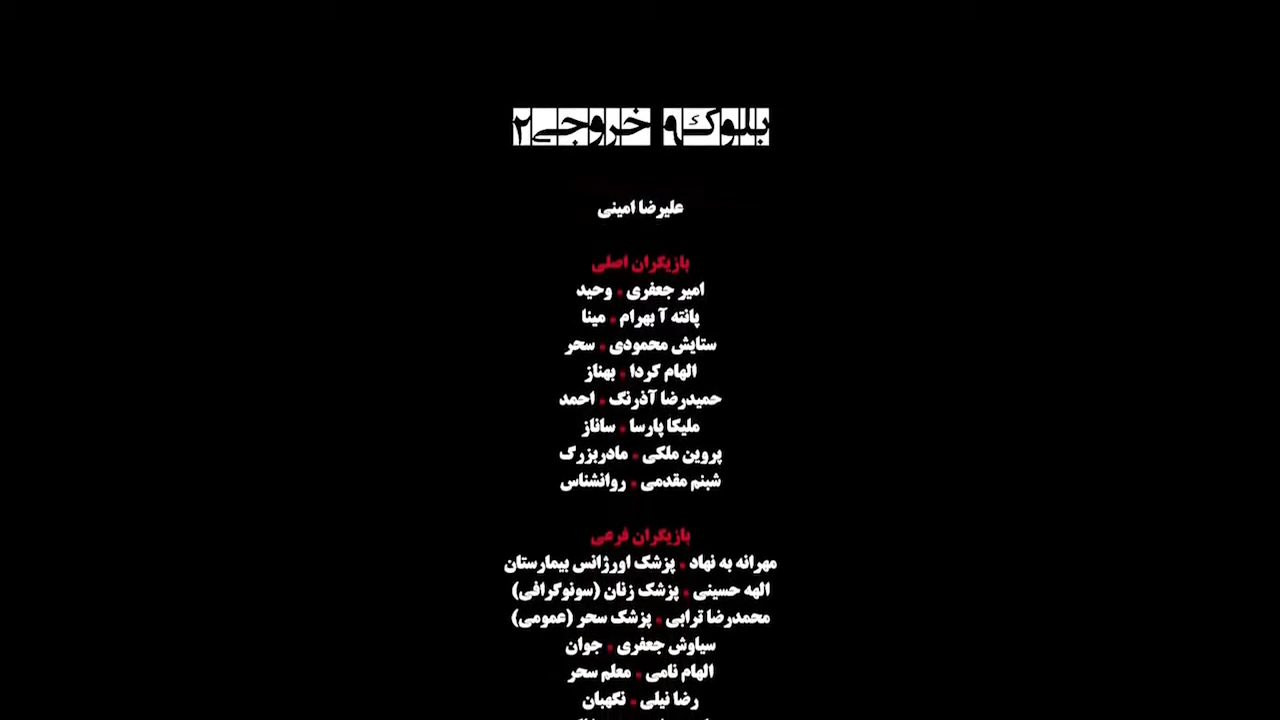 بلوک ۹ خروجی ۲
علیرضا امینی
بازیگران اصلی
امیر جعفری • وحید
پانته آ بهرام • مینا
ستایش محمودی • سحر
الهام کردا • بهناز
حمیدرضا آذرنگ • احمد
ملیکا پارسا • ساناز
پروین ملکی • مادربزرگ
شبنم مقدمی • روانشناس
بازیگران فرعی
مهرانه به نهاد • پزشک اورژانس بیمارستان
الهه حسینی • پزشک زنان (سونوگرافی)
محمدرضا ترابی • پزشک سحر (عمومی)
سیاوش جعفری • جوان
الهام نامی • معلم سحر
رضا نیلی • نگهبان